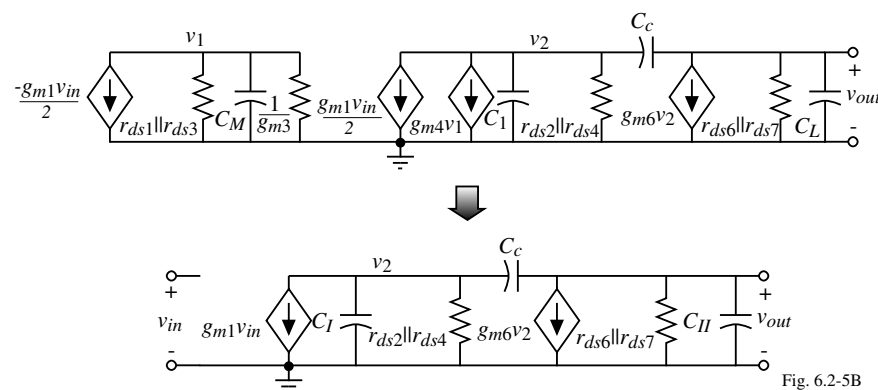 v1
v2
Cc
-gm1vin
2
rds1||rds3
CM
1
gm3
gm1vin
2
gm4v1
C1
rds2||rds4
gm6v2
rds6||rds7
CL
+
vout
-
v2
Cc
+
vin
-
gm1vin
CI
rds2||rds4
gm6v2
rds6||rds7
CII
+
vout
-
Fig. 6.2-5B